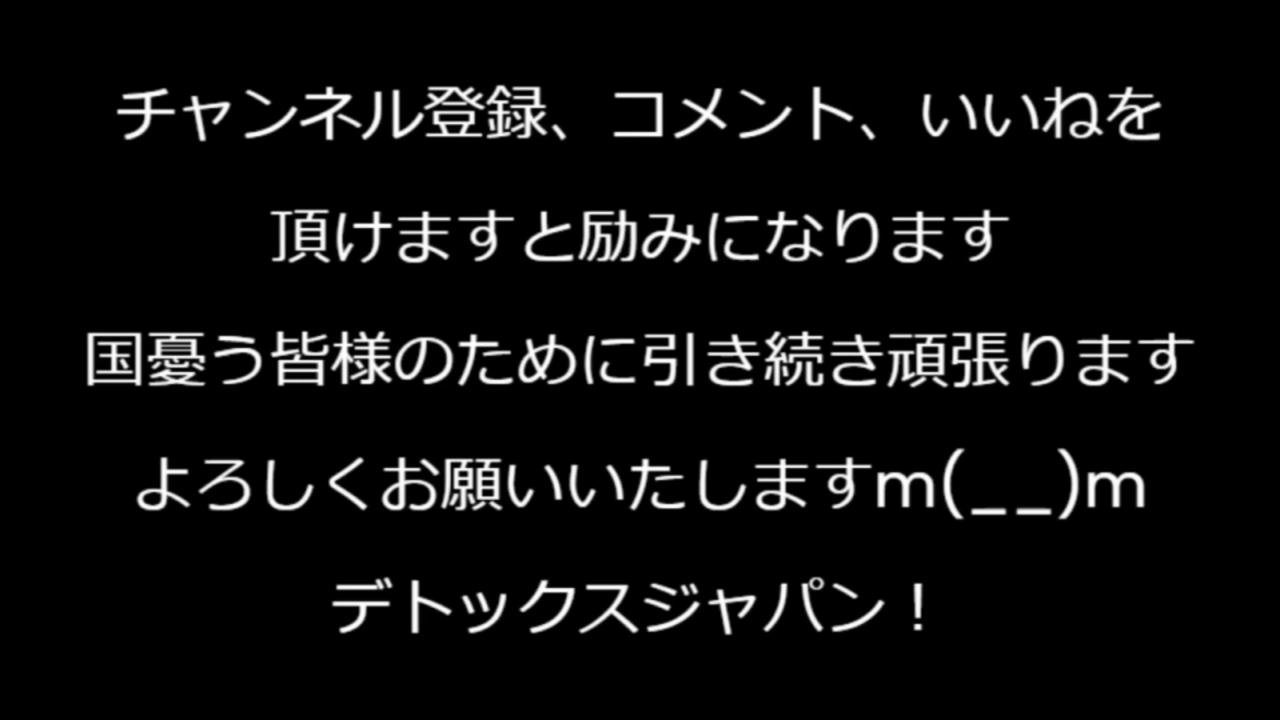 チャンネル登録、コメント、いいねを
頂けますと励みになります
国憂う皆様のために引き続き頑張ります
よろしくお願いいたしますm(__)m
デトックスジャパン！